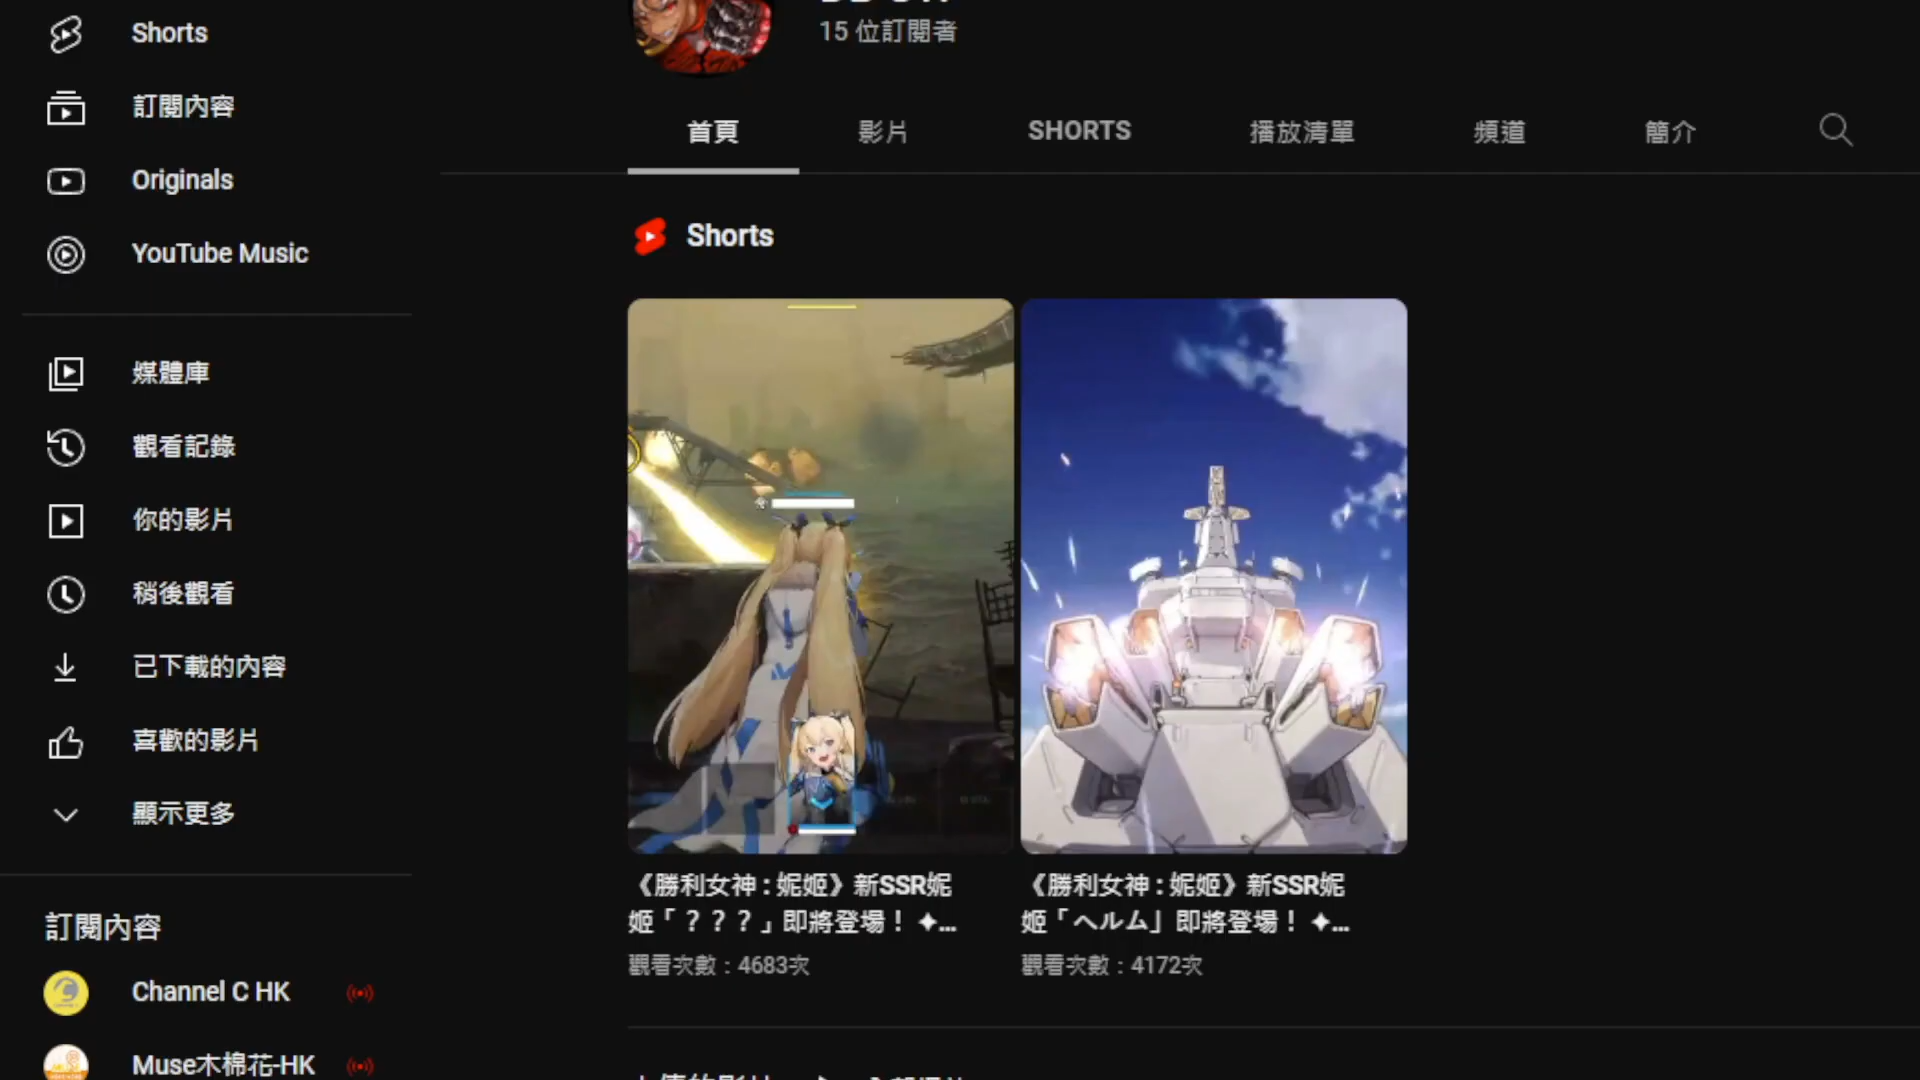 Shorts
訂閱內容
Originals
YouTube Music
媒體庫
觀看記錄
你的影片
稍後觀看
已下載的內容
喜歡的影片
顯示更多
訂閱內容
Channel C HK
Muse木棉花-HK
15 位訂閱者
首頁
影片
SHORTS
播放清單
頻道
簡介
Shorts
《勝利女神 : 妮姬》新SSR妮
姬「？？？」即將登場！ ✦...
觀看次數：4683次
《勝利女神 : 妮姬》新SSR妮
姬「ヘルム」即將登場！ ✦...
觀看次數：4172次